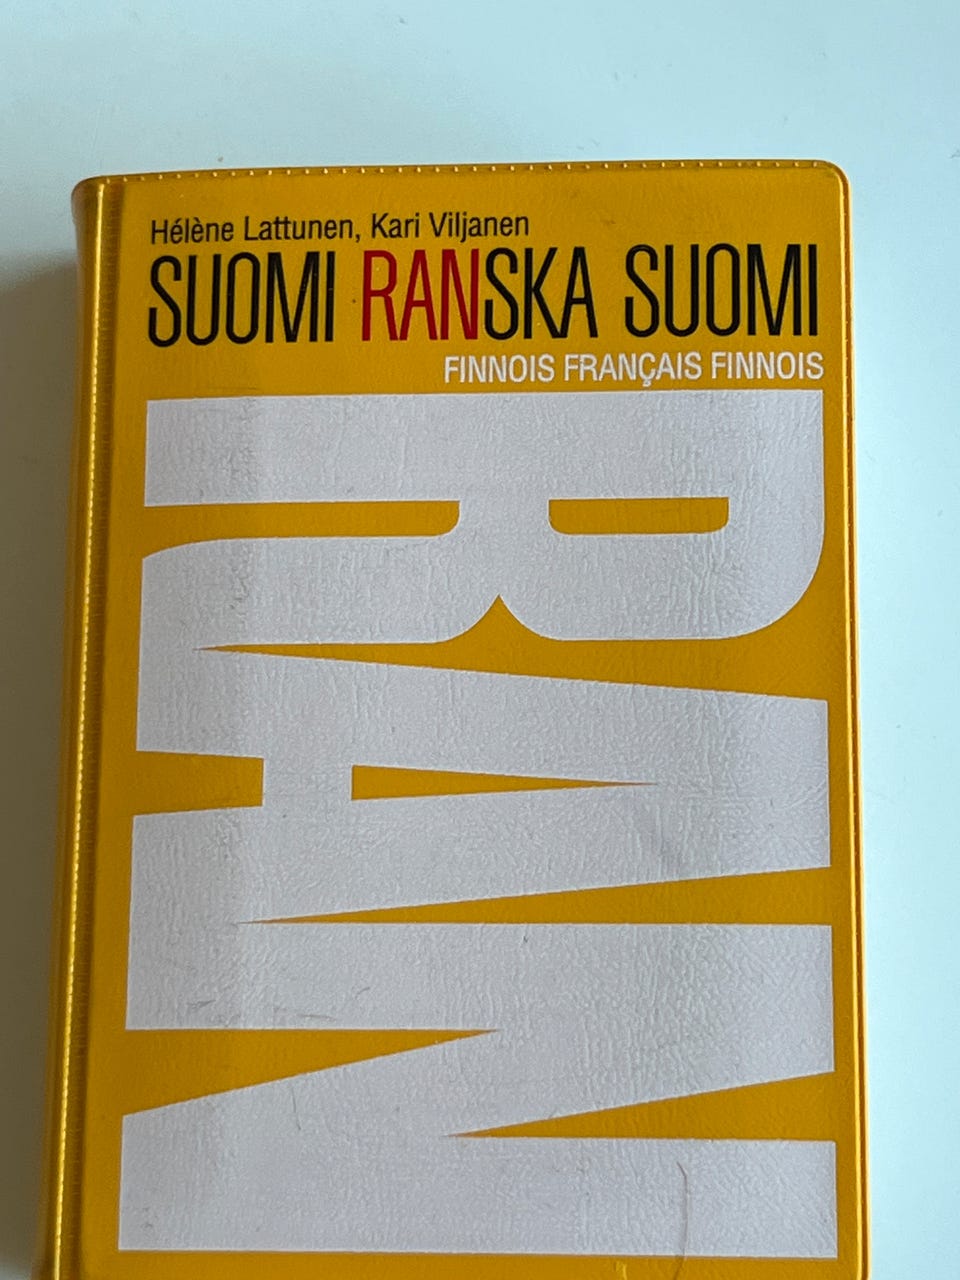 Hélène Lattunen, Kari Viljanen
SUOMI RANSKA SUOMI
FINNOIS FRANÇAIS FINNOIS
RAN